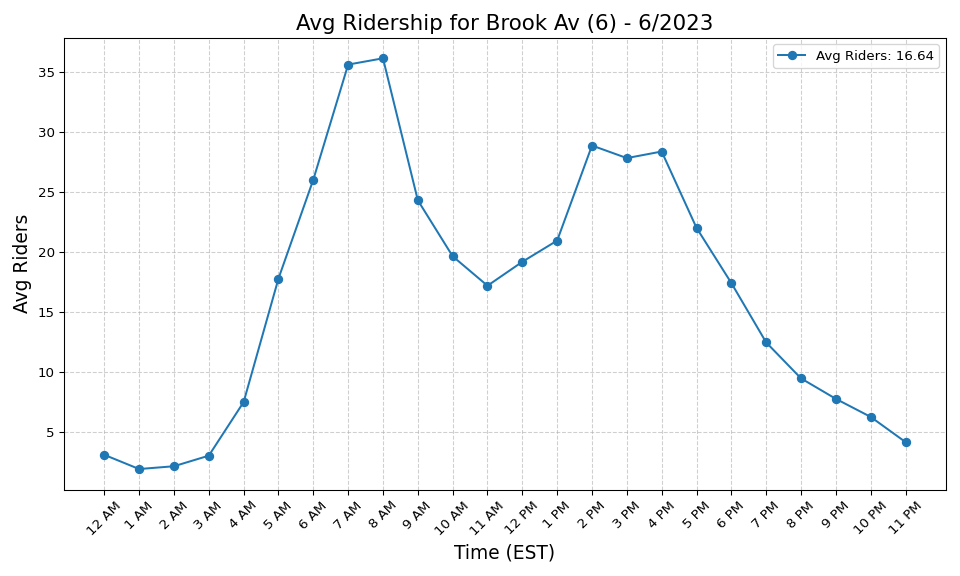 Avg Ridership for Brook Av (6) - 6/2023
Avg Riders: 16.64
Avg Riders
35
30
25
20
15
10
5
12 AM
1 AM
2 AM
3 AM
4 AM
5 AM
6 AM
7 AM
8 AM
9 AM
10 AM
11 AM
12 PM
1 PM
2 PM
3 PM
4 PM
5 PM
6 PM
7 PM
8 PM
9 PM
10 PM
11 PM
Time (EST)